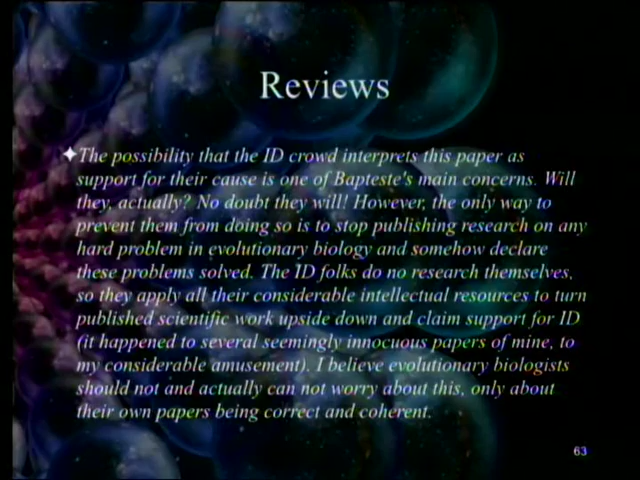 Reviews
The possibility that the ID crowd interprets this paper as
support for their cause is one of Bapteste's main concerns. Will
they, actually? No doubt they will! However, the only way to
prevent them from doing so is to stop publishing research on any
hard problem in evolutionary biology and somehow declare
these problems solved. The ID folks do no research themselves,
so they apply all their considerable intellectual resources to turn
published scientific work upside down and claim support for ID
(it happened to several seemingly innocuous papers of mine, to
my considerable amusement). I believe evolutionary biologists
should not and actually can not worry about this, only about
their own papers being correct and coherent.
63